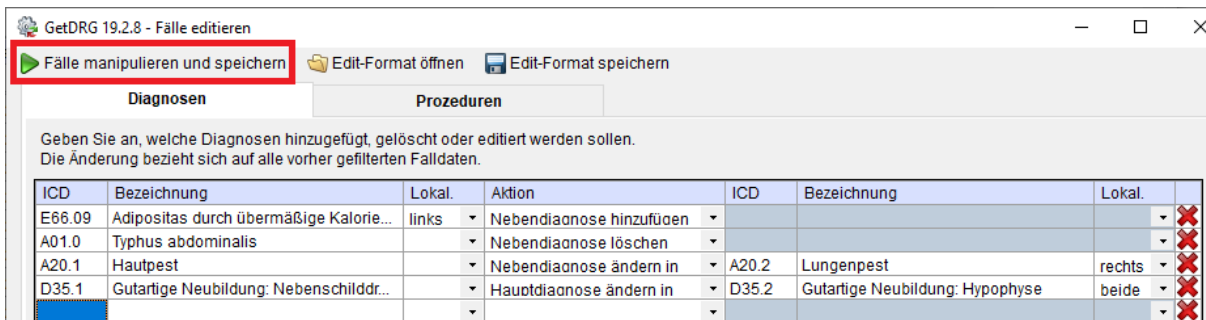 GetDRG 19.2.8 - Fälle editieren
Fälle manipulieren und speichern Edit-Format öffnen Edit-Format speichern
Diagnosen Prozeduren
Geben Sie an, welche Diagnosen hinzugefügt, gelöscht oder editiert werden sollen.
Die Änderung bezieht sich auf alle vorher gefilterten Falldaten.
ICD Bezeichnung Lokal. Aktion ICD Bezeichnung Lokal.
E66.09 Adipositas durch übermäßige Kalorie... links Nebendiagnose hinzufügen
A01.0 Typhus abdominalis Nebendiagnose löschen
A20.1 Hautpest Nebendiagnose ändern in A20.2 Lungenpest rechts
D35.1 Gutartige Neubildung: Nebenschilddr... Hauptdiagnose ändern in D35.2 Gutartige Neubildung: Hypophyse beide